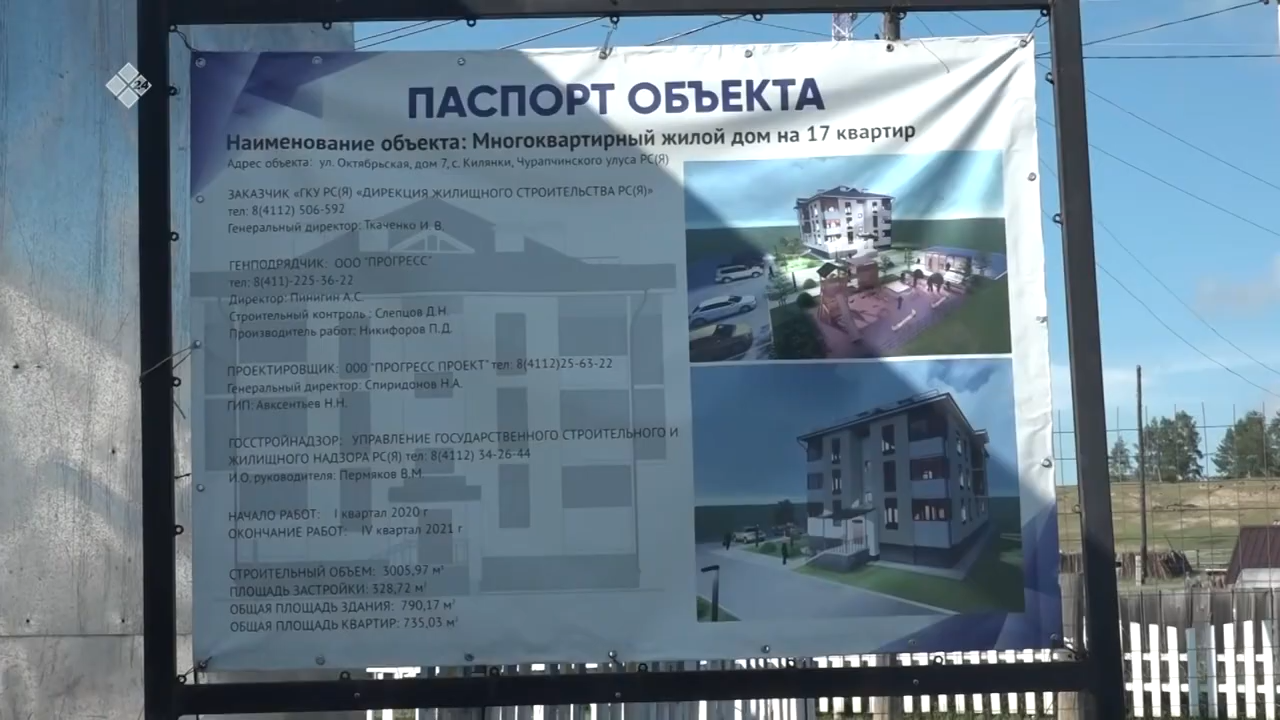 24
ПАСПОРТ ОБЪЕКТА
Наименование объекта: Многоквартирный жилой дом на 17 квартир
Адрес объекта: ул. Октябрьская, дом 7, с. Килянки, Чурапчинского улуса РС(Я)
ЗАКАЗЧИК «ГКУ РС(Я) «ДИРЕКЦИЯ ЖИЛИЩНОГО СТРОИТЕЛЬСТВА РС(Я)»
тел: 8(4112) 506-592
Генеральный директор: Ткаченко И. В.
ГЕНПОДРЯДЧИК: ООО "ПРОГРЕСС"
тел: 8(411)-225-36-22
Директор: Пинигин А.С.
Строительный контроль : Слепцов Д.Н.
Производитель работ: Никифоров П.Д.
ПРОЕКТИРОВЩИК: ООО "ПРОГРЕСС ПРОЕКТ" тел: 8(4112)25-63-22
Генеральный директор: Спиридонов Н.А.
ГИП: Авксентьев Н.Н.
ГОССТРОЙНАДЗОР: УПРАВЛЕНИЕ ГОСУДАРСТВЕННОГО СТРОИТЕЛЬНОГО И
ЖИЛИЩНОГО НАДЗОРА РС(Я) тел: 8(4112) 34-26-44
И.О. руководителя: Пермяков В.М.
НАЧАЛО РАБОТ: I квартал 2020 г
ОКОНЧАНИЕ РАБОТ: IV квартал 2021 г
СТРОИТЕЛЬНЫЙ ОБЪЕМ: 3005,97 м³
ПЛОЩАДЬ ЗАСТРОЙКИ: 328,72 м²
ОБЩАЯ ПЛОЩАДЬ ЗДАНИЯ: 790,17 м²
ОБЩАЯ ПЛОЩАДЬ КВАРТИР: 735,03 м²